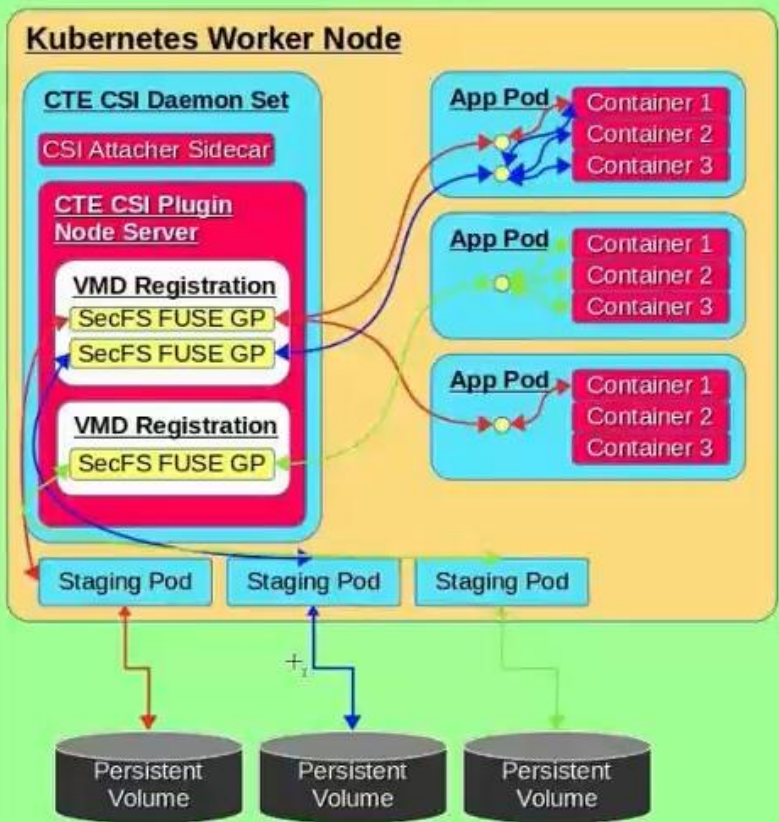 Kubernetes Worker Node
CTE CSI Daemon Set
CSI Attacher Sidecar
CTE CSI Plugin
Node Server
VMD Registration
SecFS FUSE GP
SecFS FUSE GP
VMD Registration
SecFS FUSE GP
App Pod
Container 1
Container 2
Container 3
App Pod
Container 1
Container 2
Container 3
App Pod
Container 1
Container 2
Container 3
Staging Pod
Staging Pod
Staging Pod
Persistent
Volume
Persistent
Volume
Persistent
Volume